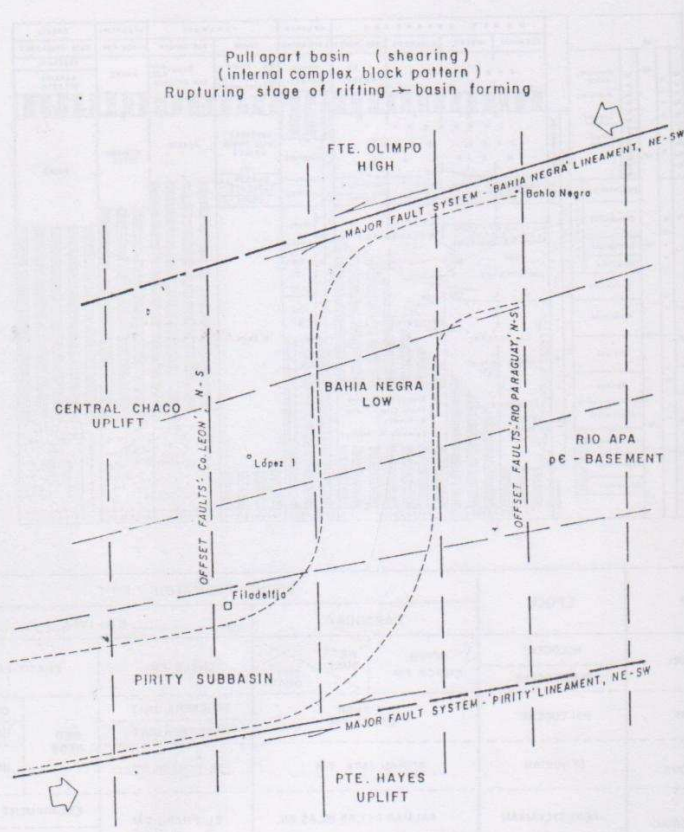 Pull apart basin (shearing)
(internal complex block pattern)
Rupturing stage of rifting → basin forming
FTE. OLIMPO
HIGH
MAJOR FAULT SYSTEM - 'BAHIA NEGRA' LINEAMENT, NE-SW
Bahia Negra
OFFSET FAULTS-'Co. LEON', N-S
OFFSET FAULTS-'RIO PARAGUAY', N-S
BAHIA NEGRA
LOW
CENTRAL CHACO
UPLIFT
RIO APA
p€ - BASEMENT
López 1
Filadelfia
PIRITY SUBBASIN
MAJOR FAULT SYSTEM - 'PIRITY' LINEAMENT, NE-SW
PTE. HAYES
UPLIFT